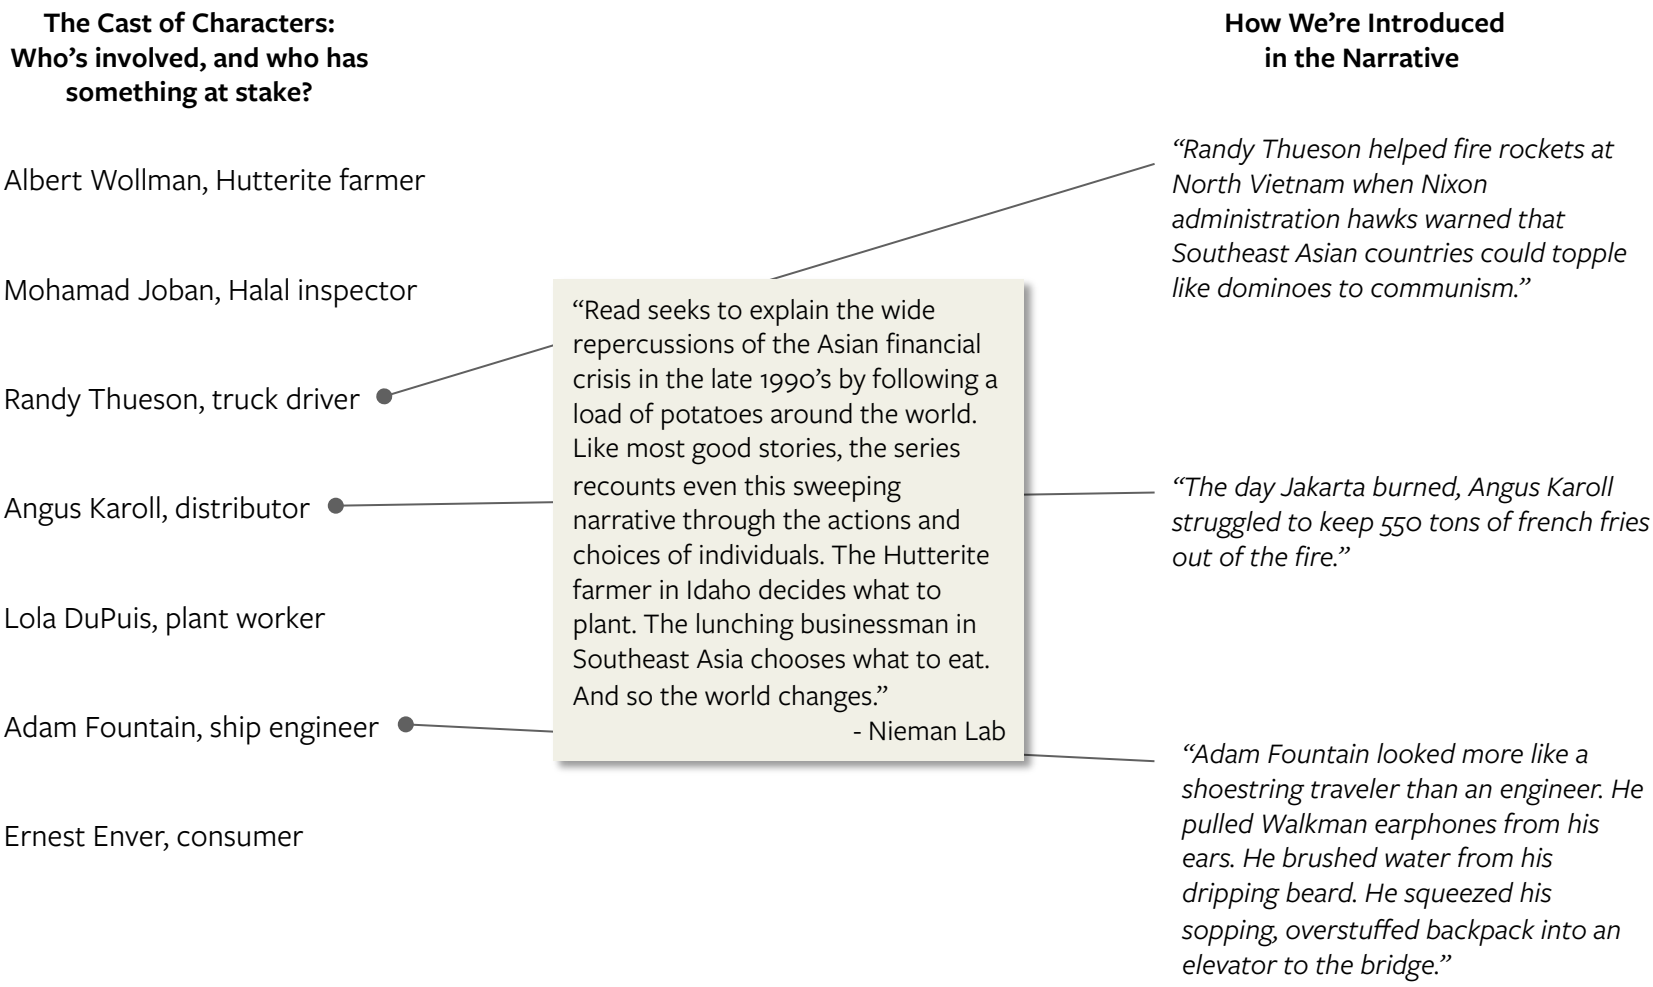 The Cast of Characters:
Who’s involved, and who has
something at stake?
Albert Wollman, Hutterite farmer
Mohamad Joban, Halal inspector
Randy Thueson, truck driver
Angus Karoll, distributor
Lola DuPuis, plant worker
Adam Fountain, ship engineer
Ernest Enver, consumer
“Read seeks to explain the wide
repercussions of the Asian financial
crisis in the late 1990’s by following a
load of potatoes around the world.
Like most good stories, the series
recounts even this sweeping
narrative through the actions and
choices of individuals. The Hutterite
farmer in Idaho decides what to
plant. The lunching businessman in
Southeast Asia chooses what to eat.
And so the world changes.”
- Nieman Lab
How We’re Introduced
in the Narrative
“Randy Thueson helped fire rockets at
North Vietnam when Nixon
administration hawks warned that
Southeast Asian countries could topple
like dominoes to communism.”
“The day Jakarta burned, Angus Karoll
struggled to keep 550 tons of french fries
out of the fire.”
“Adam Fountain looked more like a
shoestring traveler than an engineer. He
pulled Walkman earphones from his
ears. He brushed water from his
dripping beard. He squeezed his
sopping, overstuffed backpack into an
elevator to the bridge.”